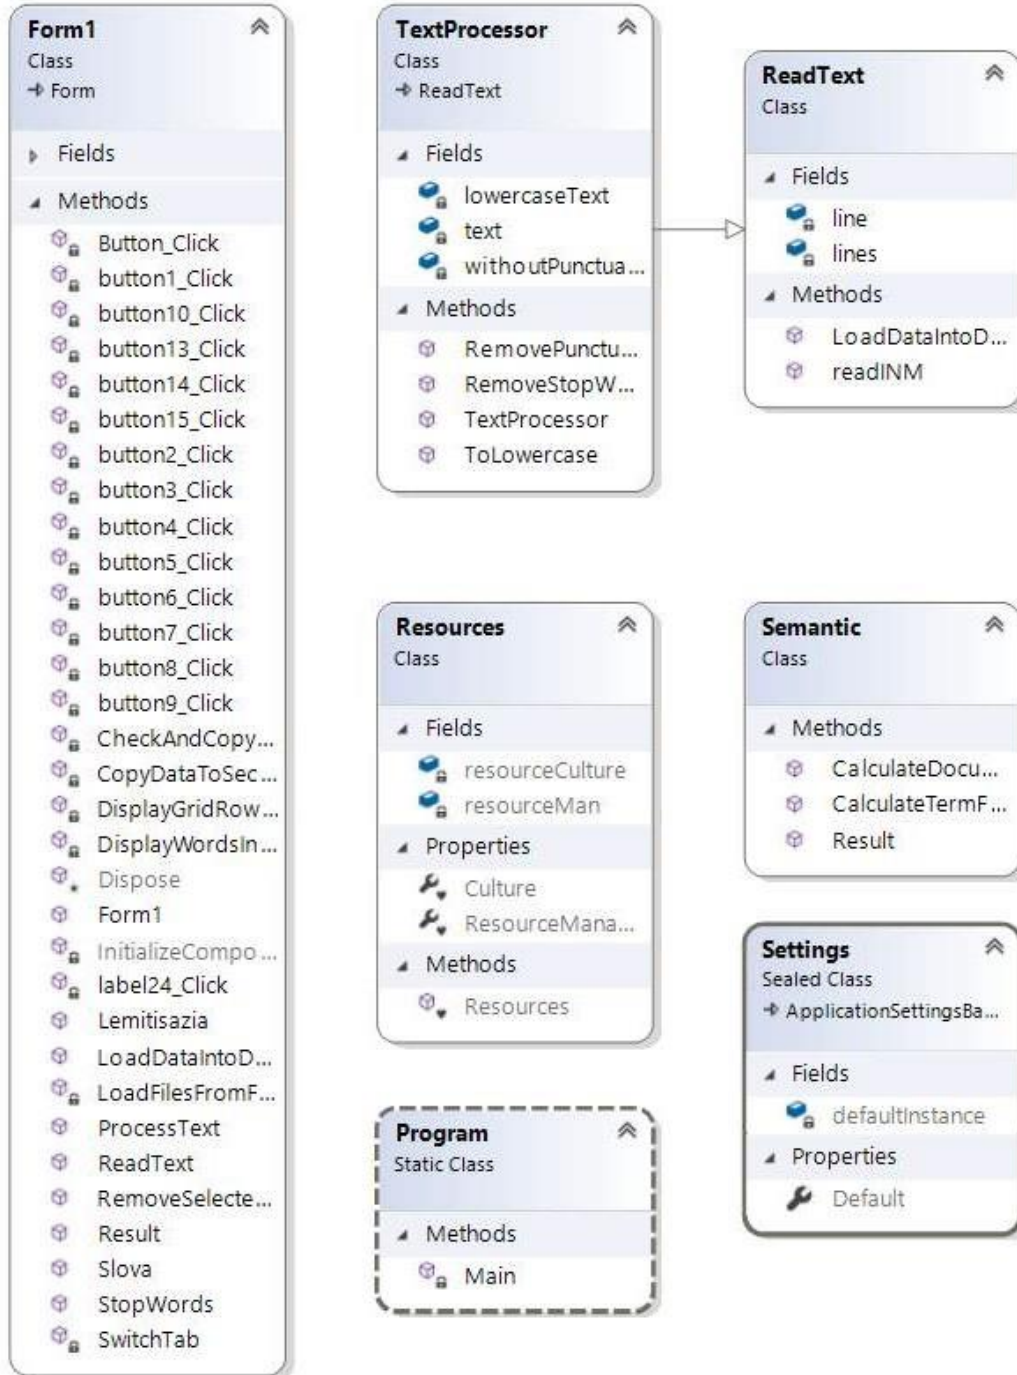 Form1
Class
Form
Fields
Methods
Button_Click
button1_Click
button10_Click
button13_Click
button14_Click
button15_Click
button2_Click
button3_Click
button4_Click
button5_Click
button6_Click
button7_Click
button8_Click
button9_Click
CheckAndCopy...
CopyDataToSec...
DisplayGridRow...
DisplayWordsIn...
Dispose
Form1
InitializeCompo...
label24_Click
Lemitisazia
LoadDataIntoD...
LoadFilesFromF...
ProcessText
ReadText
RemoveSelecte...
Result
Slova
StopWords
SwitchTab
TextProcessor
Class
ReadText
Fields
lowercaseText
text
withoutPunctua...
Methods
RemovePunctu...
RemoveStopW...
TextProcessor
ToLowercase
ReadText
Class
Fields
line
lines
Methods
LoadDataIntoD...
readINM
Resources
Class
Fields
resourceCulture
resourceMan
Properties
Culture
ResourceMana...
Methods
Resources
Semantic
Class
Methods
CalculateDocu...
CalculateTermF...
Result
Program
Static Class
Methods
Main
Settings
Sealed Class
ApplicationSettingsBa...
Fields
defaultInstance
Properties
Default